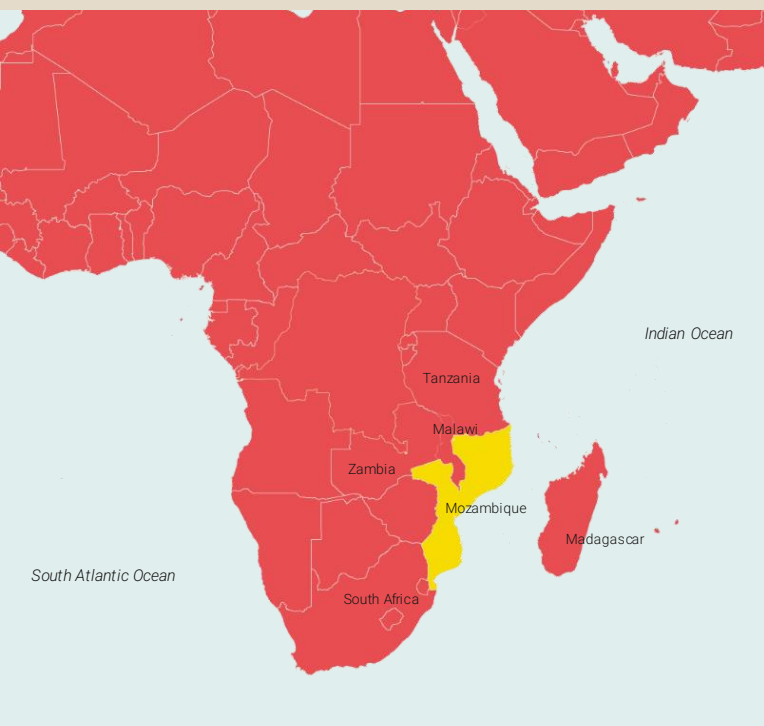 Indian Ocean
Tanzania
Malawi
Zambia
Mozambique
Madagascar
South Atlantic Ocean
South Africa